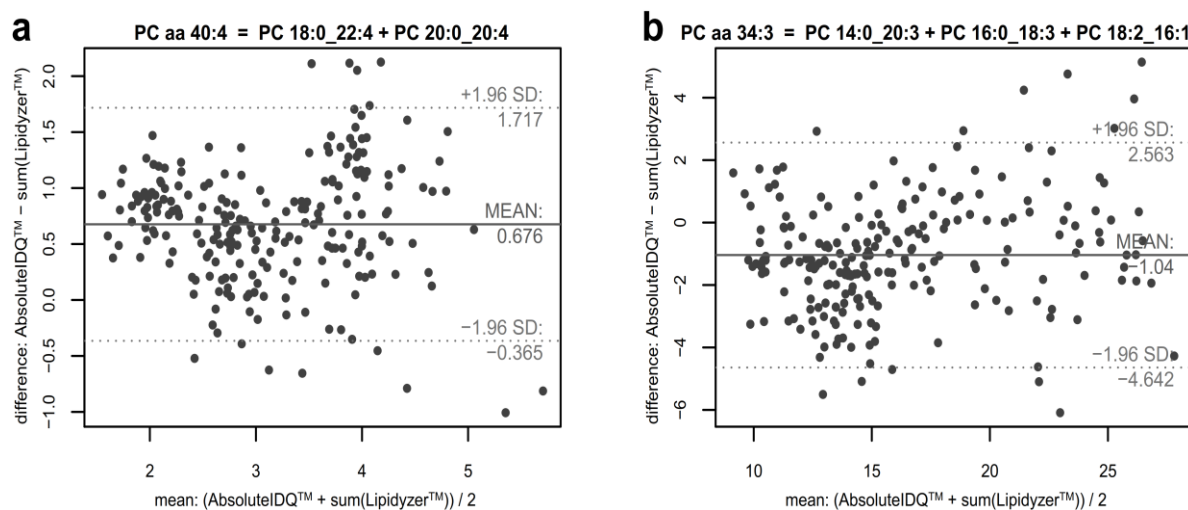 a
PC aa 40:4 = PC 18:0_22:4 + PC 20:0_20:4
difference: AbsoluteIDQ™ − sum(Lipidyzer™)
2.0
1.5
1.0
0.5
0.0
−0.5
−1.0
+1.96 SD:
1.717
MEAN:
0.676
−1.96 SD:
−0.365
2 3 4 5
mean: (AbsoluteIDQ™ + sum(Lipidyzer™)) / 2
b
PC aa 34:3 = PC 14:0_20:3 + PC 16:0_18:3 + PC 18:2_16:1
difference: AbsoluteIDQ™ − sum(Lipidyzer™)
4
2
0
−2
−4
−6
+1.96 SD:
2.563
MEAN:
−1.04
−1.96 SD:
−4.642
10 15 20 25
mean: (AbsoluteIDQ™ + sum(Lipidyzer™)) / 2